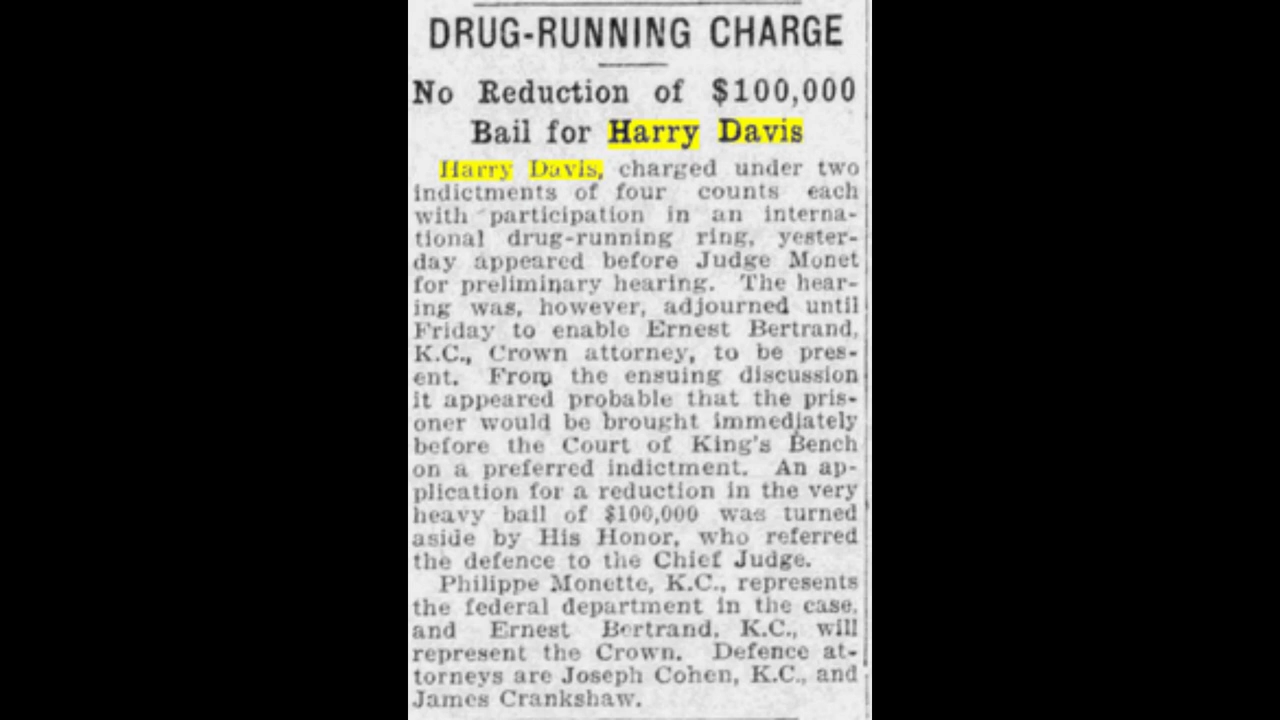 DRUG-RUNNING CHARGE
No Reduction of $100,000
Bail for Harry Davis
Harry Davis, charged under two
indictments of four counts each
with participation in an interna-
tional drug-running ring, yester-
day appeared before Judge Monet
for preliminary hearing. The hear-
ing was, however, adjourned until
Friday to enable Ernest Bertrand,
K.C., Crown attorney, to be pres-
ent. From the ensuing discussion
it appeared probable that the pris-
oner would be brought immediately
before the Court of King's Bench
on a preferred indictment. An ap-
plication for a reduction in the very
heavy bail of $100,000 was turned
aside by His Honor, who referred
the defence to the Chief Judge.
Philippe Monette, K.C., represents
the federal department in the case,
and Ernest Bertrand, K.C., will
represent the Crown. Defence at-
torneys are Joseph Cohen, K.C., and
James Crankshaw.